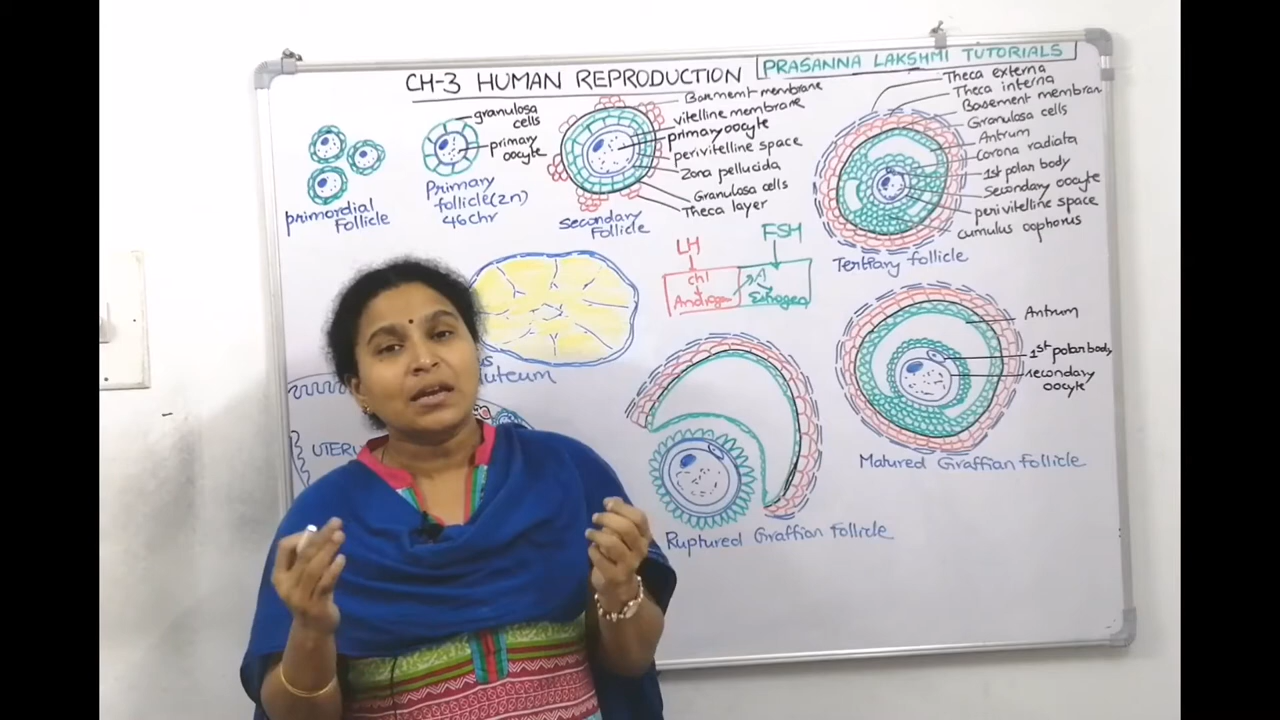 CH-3 HUMAN REPRODUCTION
PRASANNA LAKSHMI TUTORIALS
primordial
Follicle
granulosa
cells
primary
oocyte
Primary
follicle(2n)
46chr
Basement membrane
vitelline membrane
primary oocyte
perivitelline space
Zona pellucida
Granulosa cells
Theca layer
Secondary
Follicle
Theca externa
Theca interna
Basement membran
Granulosa cells
Antrum
Corona radiata
1st polar body
Secondary oocyte
perivitelline space
cumulus oophorus
Tertiary follicle
LH
FSH
chl
Androgen
A
Estrogen
us
luteum
UTERU
Antrum
1st polar body
secondary
oocyte
Matured Graffian Follicle
Ruptured Graffian Follicle